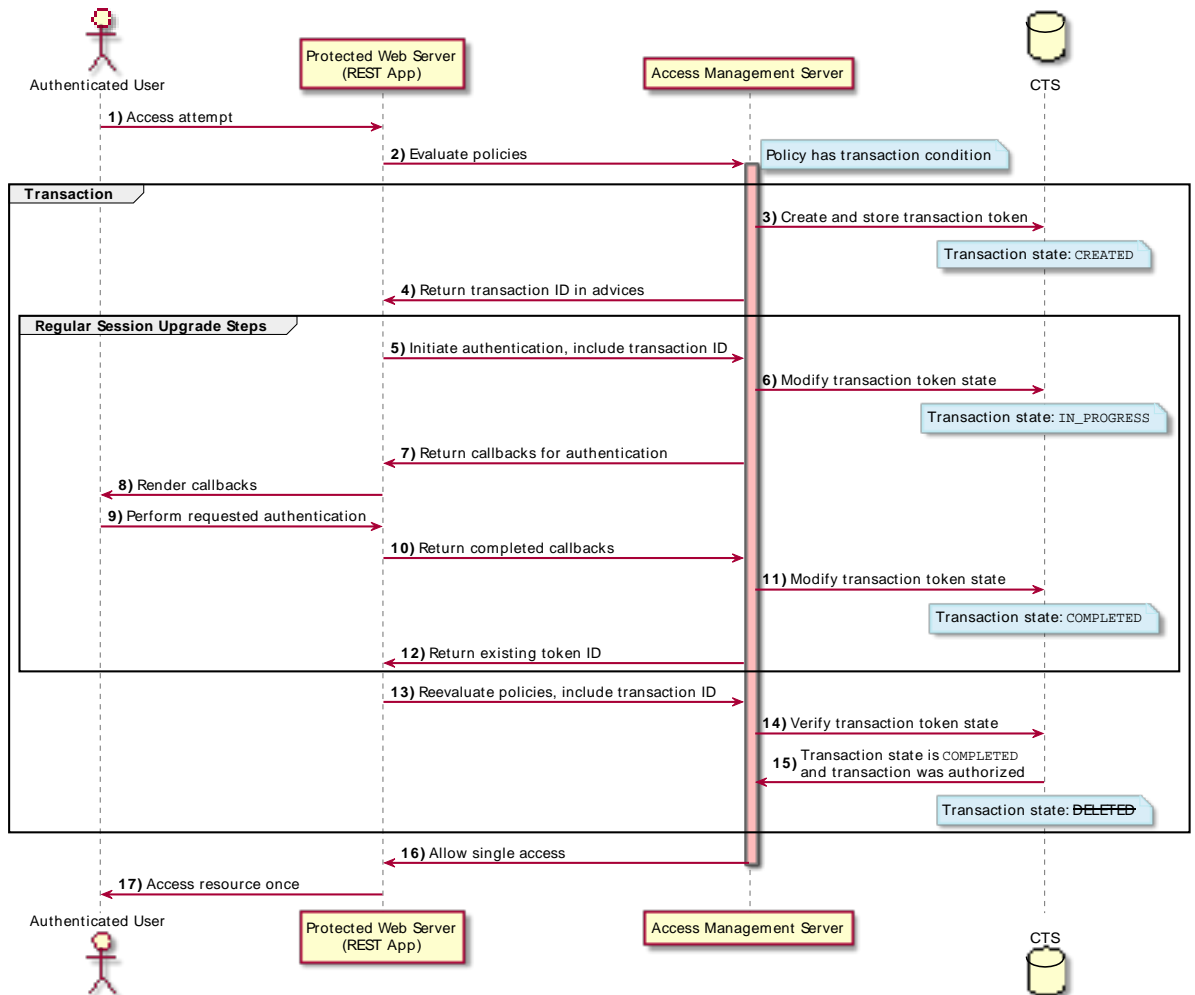 Authenticated User
Protected Web Server
(REST App)
Access Management Server
CTS
1) Access attempt
2) Evaluate policies
Policy has transaction condition
Transaction
3) Create and store transaction token
Transaction state: CREATED
4) Return transaction ID in advices
Regular Session Upgrade Steps
5) Initiate authentication, include transaction ID
6) Modify transaction token state
Transaction state: IN_PROGRESS
7) Return callbacks for authentication
8) Render callbacks
9) Perform requested authentication
10) Return completed callbacks
11) Modify transaction token state
Transaction state: COMPLETED
12) Return existing token ID
13) Reevaluate policies, include transaction ID
14) Verify transaction token state
15) Transaction state is COMPLETED
and transaction was authorized
Transaction state: DELETED
16) Allow single access
17) Access resource once
Authenticated User
Protected Web Server
(REST App)
Access Management Server
CTS